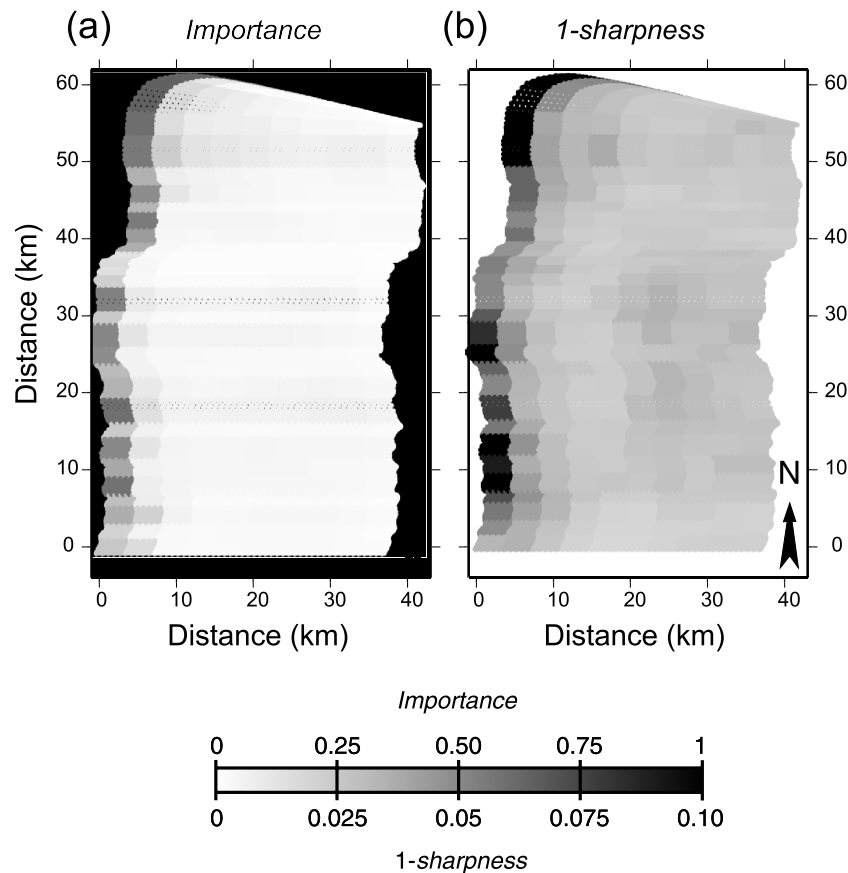 (a) Importance (b) 1-sharpness
60 60
50 50
40 40
30 30
20 20
10 10
0 0
Distance (km)
N
0 10 20 30 40 0 10 20 30 40
Distance (km) Distance (km)
Importance
0 0.25 0.50 0.75 1
0 0.025 0.05 0.075 0.10
1-sharpness